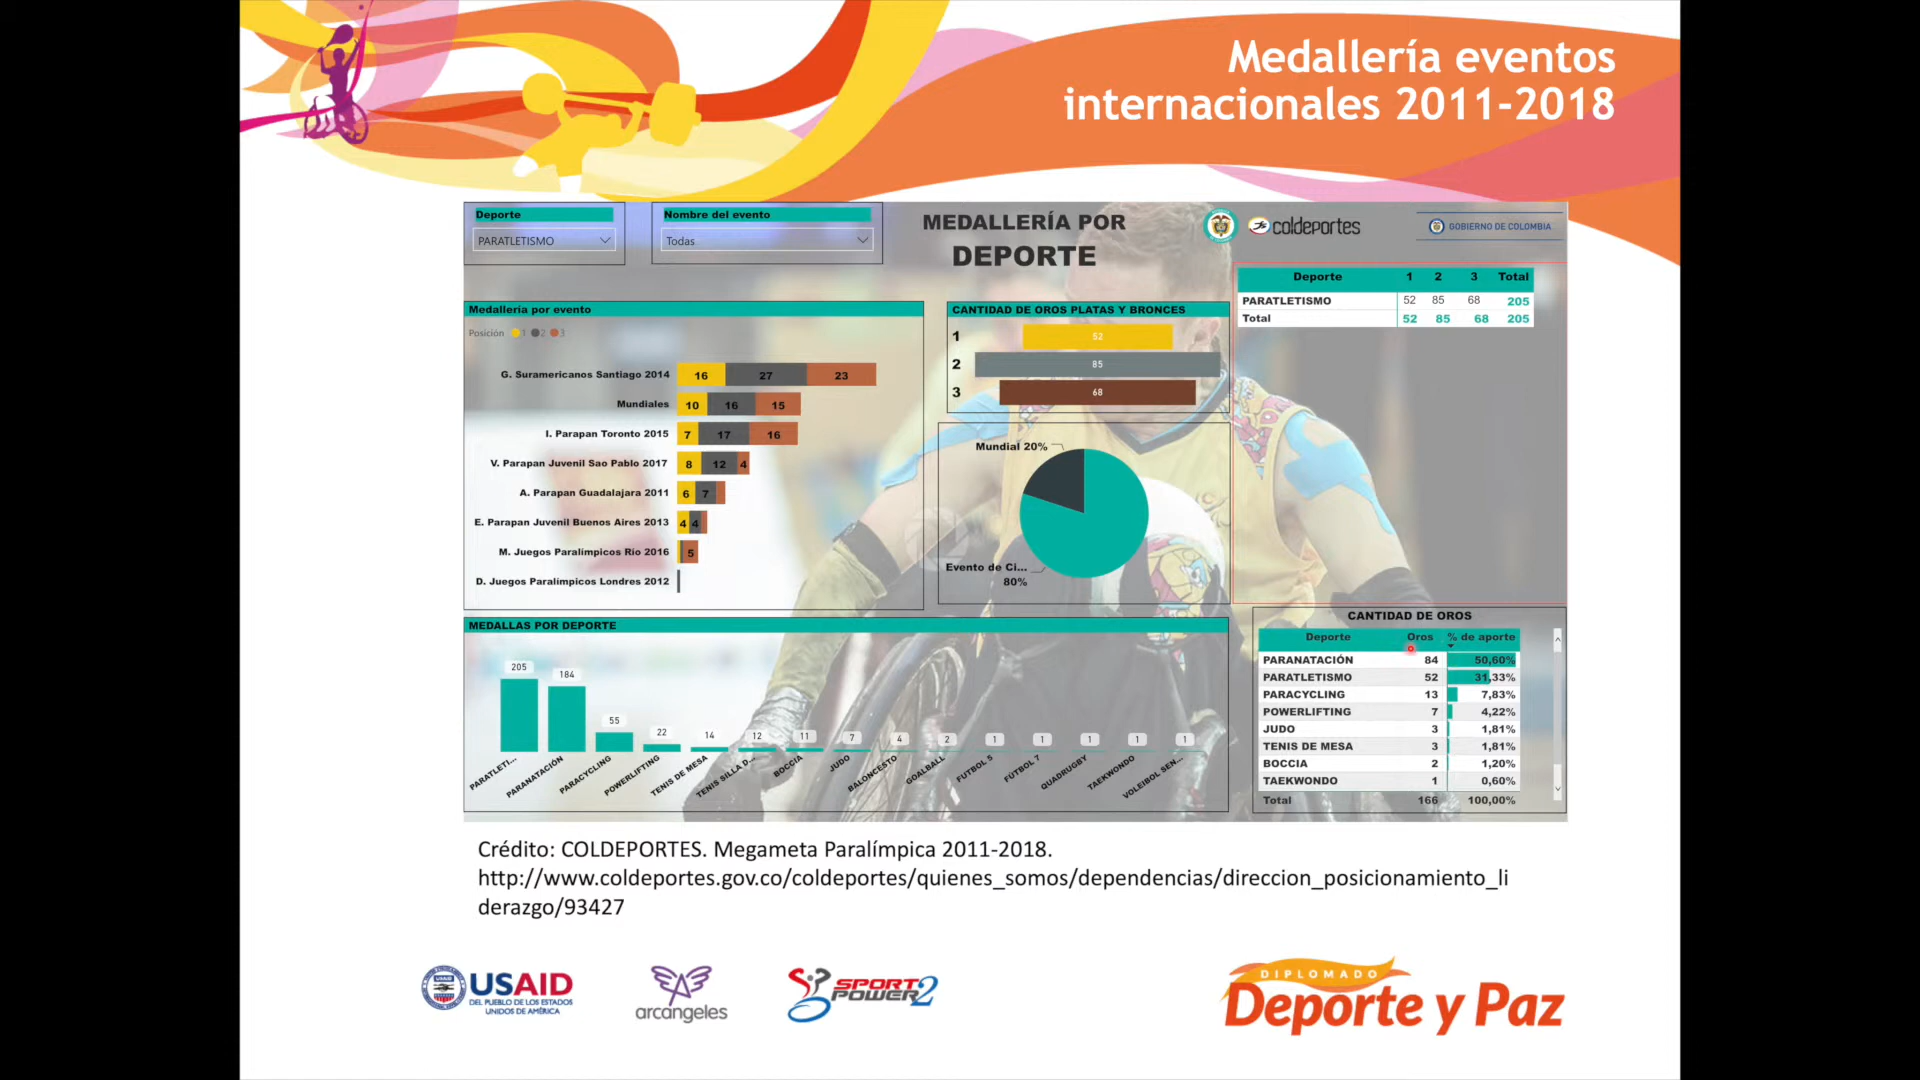 Medallería eventos
internacionales 2011-2018
Deporte
PARATLETISMO
Nombre del evento
Todas
MEDALLERÍA POR
DEPORTE
coldeportes
GOBIERNO DE COLOMBIA
Deporte 1 2 3 Total
PARATLETISMO 52 85 68 205
Total 52 85 68 205
Medallería por evento
Posición 1 2 3
G. Suramericanos Santiago 2014 16 27 23
Mundiales 10 16 15
I. Parapan Toronto 2015 7 17 16
V. Parapan Juvenil Sao Pablo 2017 8 12 4
A. Parapan Guadalajara 2011 6 7
E. Parapan Juvenil Buenos Aires 2013 4 4
M. Juegos Paralímpicos Río 2016 5
D. Juegos Paralímpicos Londres 2012
CANTIDAD DE OROS PLATAS Y BRONCES
1 52
2 85
3 68
Mundial 20%
Evento de Ci...
80%
MEDALLAS POR DEPORTE
205 184 55 22 14 12 11 7 4 2 1 1 1 1 1
PARATLETI... PARANATACIÓN PARACYCLING POWERLIFTING TENIS DE MESA TENIS SILLA D... BOCCIA JUDO BALONCESTO GOALBALL FUTBOL 5 FUTBOL 7 QUADRUGBY TAEKWONDO VOLEIBOL SEN...
CANTIDAD DE OROS
Deporte Oros % de aporte
PARANATACIÓN 84 50,60%
PARATLETISMO 52 31,33%
PARACYCLING 13 7,83%
POWERLIFTING 7 4,22%
JUDO 3 1,81%
TENIS DE MESA 3 1,81%
BOCCIA 2 1,20%
TAEKWONDO 1 0,60%
Total 166 100,00%
Crédito: COLDEPORTES. Megameta Paralímpica 2011-2018.
http://www.coldeportes.gov.co/coldeportes/quienes_somos/dependencias/direccion_posicionamiento_li
derazgo/93427
USAID
DEL PUEBLO DE LOS ESTADOS
UNIDOS DE AMÉRICA
arcángeles
SPORT
POWER2
DIPLOMADO
Deporte y Paz